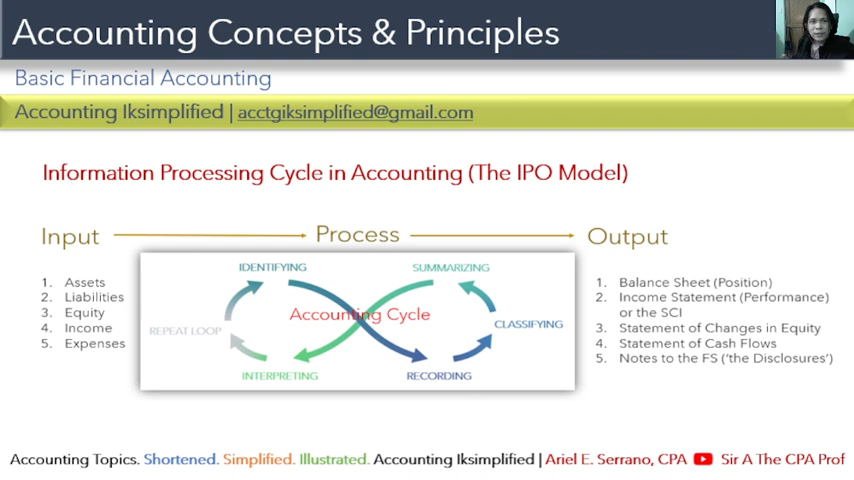 Accounting Concepts & Principles
Basic Financial Accounting
Accounting Iksimplified | acctgiksimplified@gmail.com
Information Processing Cycle in Accounting (The IPO Model)
Input
Process
Output
1. Assets
2. Liabilities
3. Equity
4. Income
5. Expenses
IDENTIFYING
SUMMARIZING
Accounting Cycle
REPEAT LOOP
CLASSIFYING
INTERPRETING
RECORDING
1. Balance Sheet (Position)
2. Income Statement (Performance)
or the SCI
3. Statement of Changes in Equity
4. Statement of Cash Flows
5. Notes to the FS ('the Disclosures')
Accounting Topics. Shortened. Simplified. Illustrated. Accounting Iksimplified | Ariel E. Serrano, CPA Sir A The CPA Prof